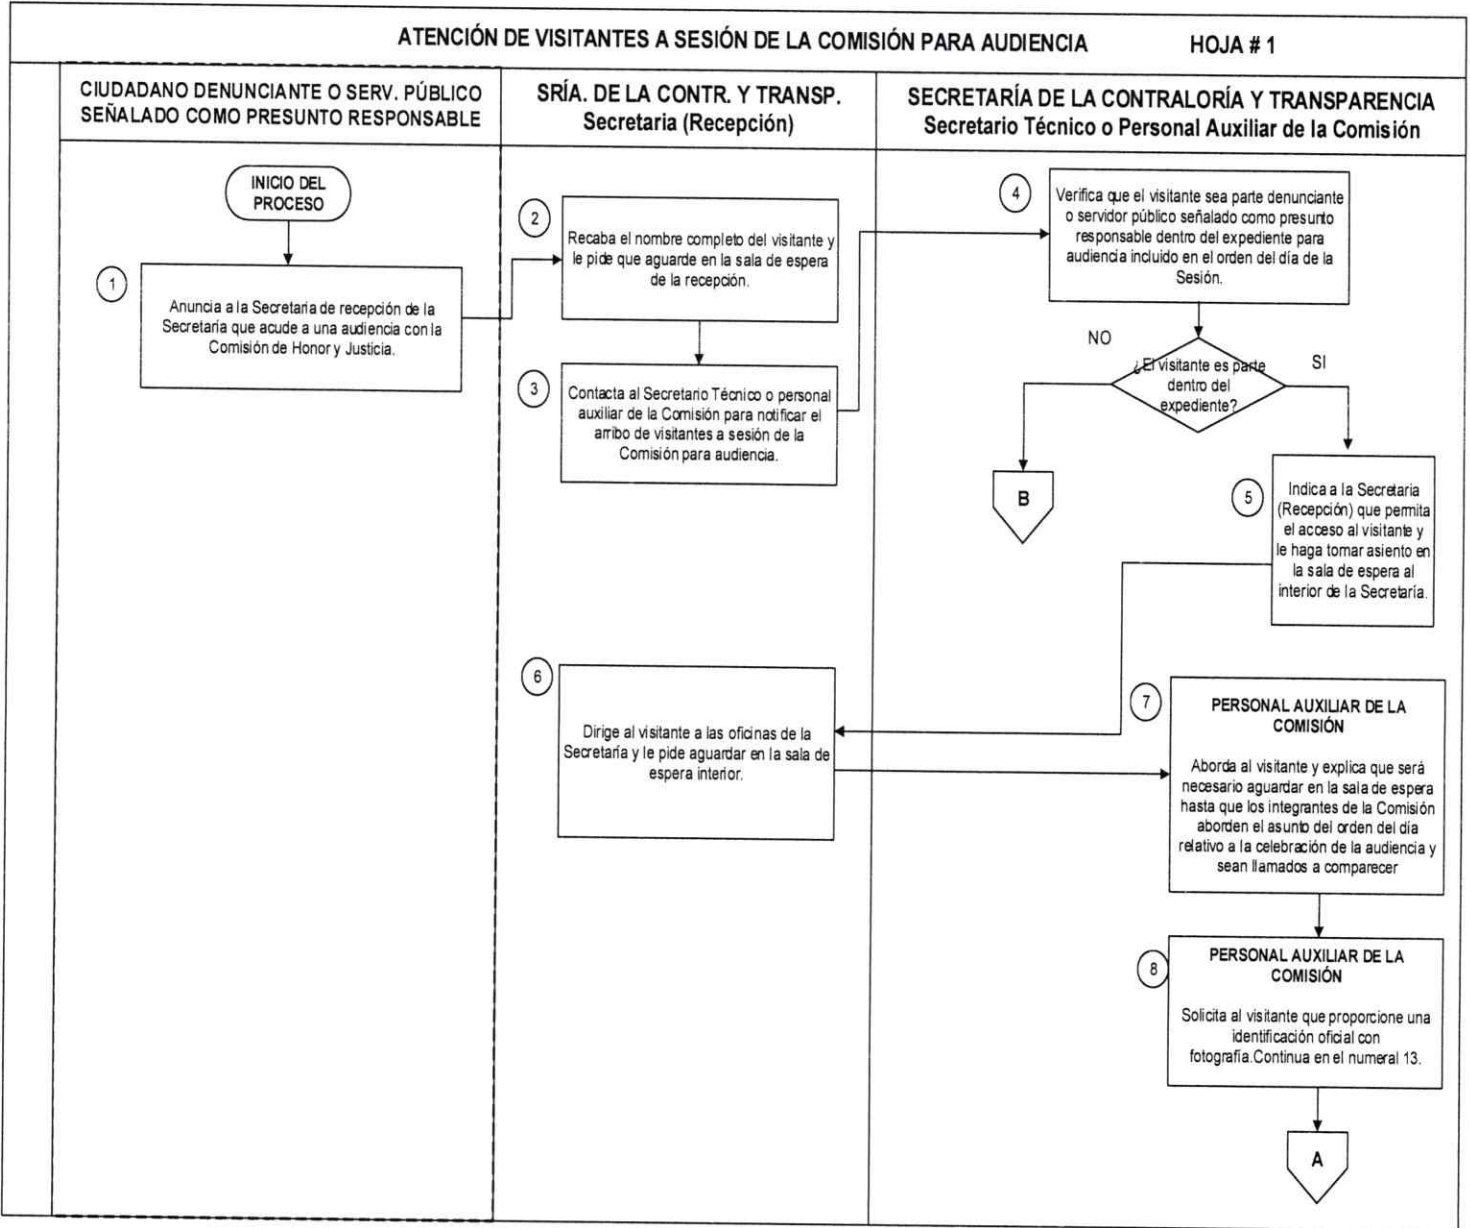 ATENCIÓN DE VISITANTES A SESIÓN DE LA COMISIÓN PARA AUDIENCIA HOJA # 1
CIUDADANO DENUNCIANTE O SERV. PÚBLICO
SEÑALADO COMO PRESUNTO RESPONSABLE
SRÍA. DE LA CONTR. Y TRANSP.
Secretaria (Recepción)
SECRETARÍA DE LA CONTRALORÍA Y TRANSPARENCIA
Secretario Técnico o Personal Auxiliar de la Comisión
INICIO DEL
PROCESO
1
Anuncia a la Secretaria de recepción de la
Secretaría que acude a una audiencia con la
Comisión de Honor y Justicia.
2
Recaba el nombre completo del visitante y
le pide que aguarde en la sala de espera
de la recepción.
3
Contacta al Secretario Técnico o personal
auxiliar de la Comisión para notificar el
arribo de visitantes a sesión de la
Comisión para audiencia.
4
Verifica que el visitante sea parte denunciante
o servidor público señalado como presunto
responsable dentro del expediente para
audiencia incluido en el orden del día de la
Sesión.
NO
¿El visitante es parte
dentro del
expediente?
SI
B
5
Indica a la Secretaria
(Recepción) que permita
el acceso al visitante y
le haga tomar asiento en
la sala de espera al
interior de la Secretaría.
6
Dirige al visitante a las oficinas de la
Secretaría y le pide aguardar en la sala de
espera interior.
7
PERSONAL AUXILIAR DE LA
COMISIÓN
Aborda al visitante y explica que será
necesario aguardar en la sala de espera
hasta que los integrantes de la Comisión
aborden el asunto del orden del día
relativo a la celebración de la audiencia y
sean llamados a comparecer
8
PERSONAL AUXILIAR DE LA
COMISIÓN
Solicita al visitante que proporcione una
identificación oficial con
fotografía.Continua en el numeral 13.
A